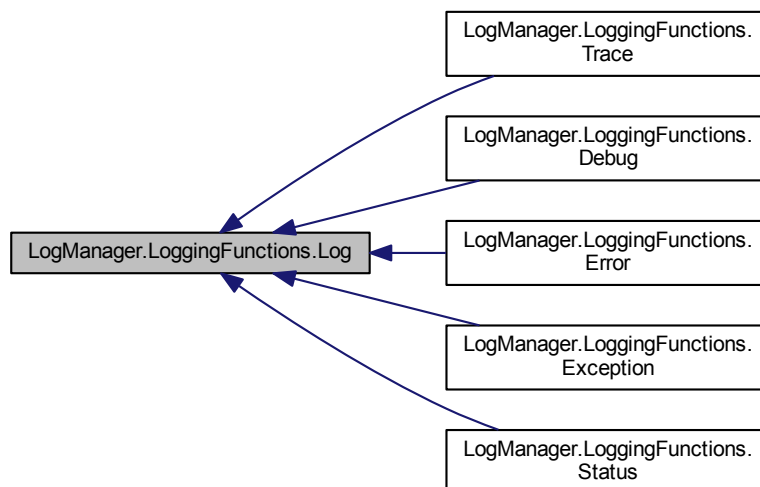 LogManager.LoggingFunctions.
Trace
LogManager.LoggingFunctions.
Debug
LogManager.LoggingFunctions.Log
LogManager.LoggingFunctions.
Error
LogManager.LoggingFunctions.
Exception
LogManager.LoggingFunctions.
Status